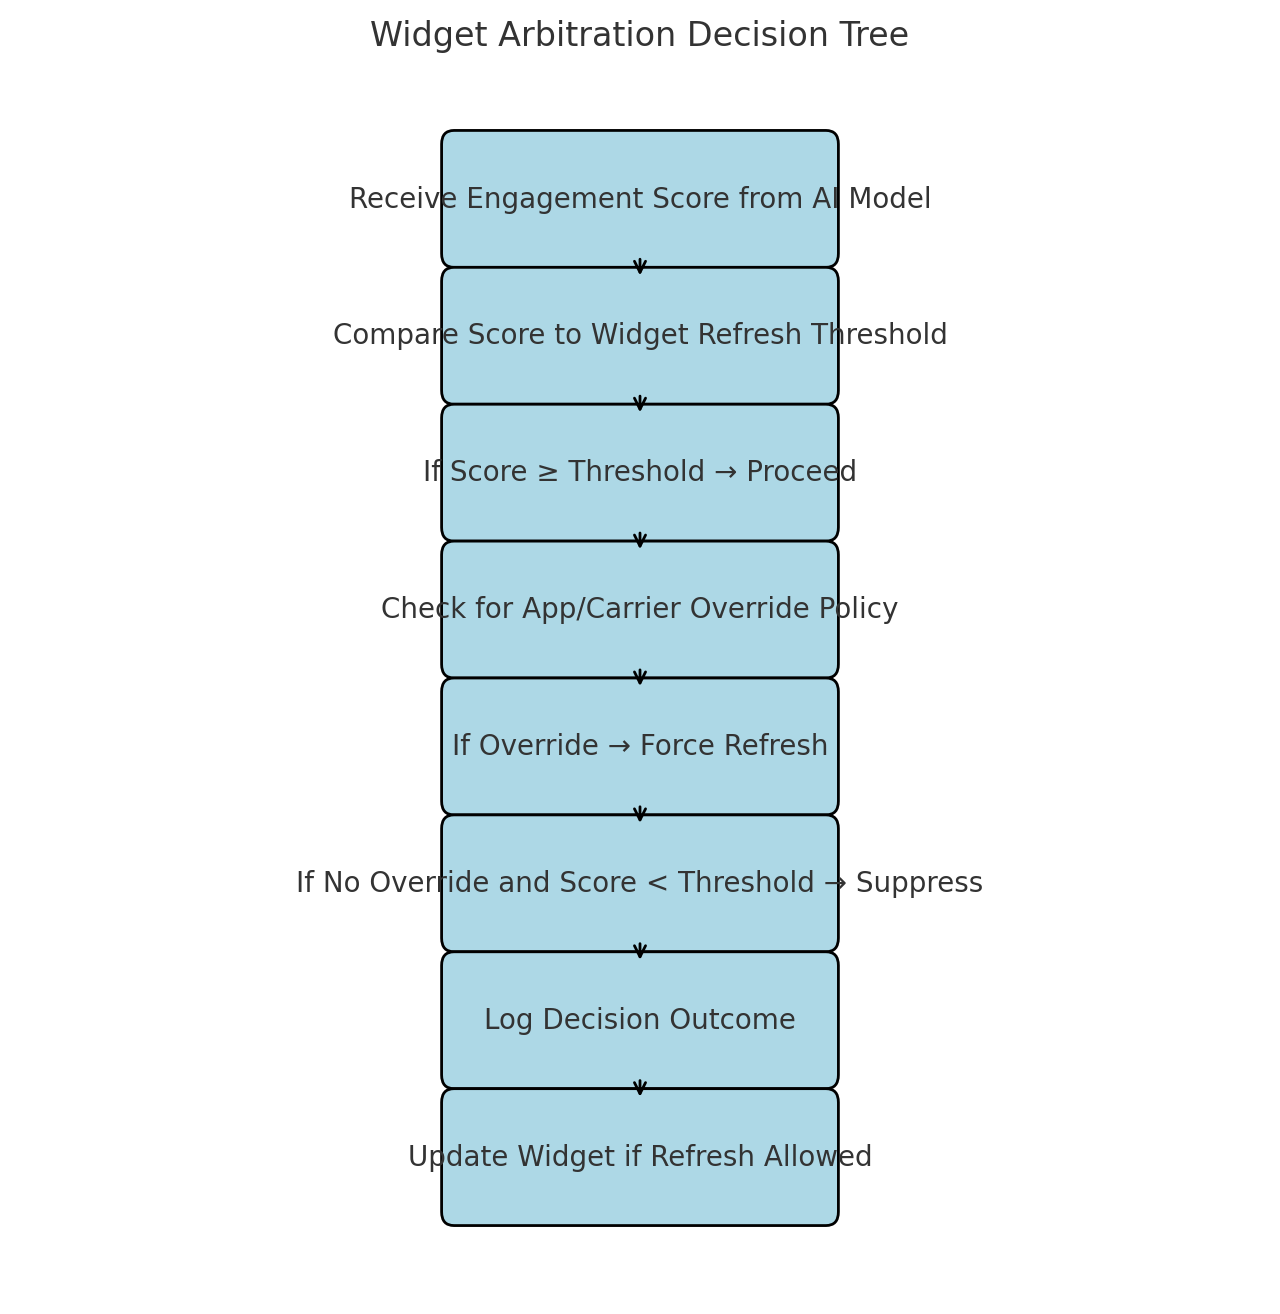 Widget Arbitration Decision Tree
Receive Engagement Score from AI Model
Compare Score to Widget Refresh Threshold
If Score ≥ Threshold → Proceed
Check for App/Carrier Override Policy
If Override → Force Refresh
If No Override and Score < Threshold → Suppress
Log Decision Outcome
Update Widget if Refresh Allowed